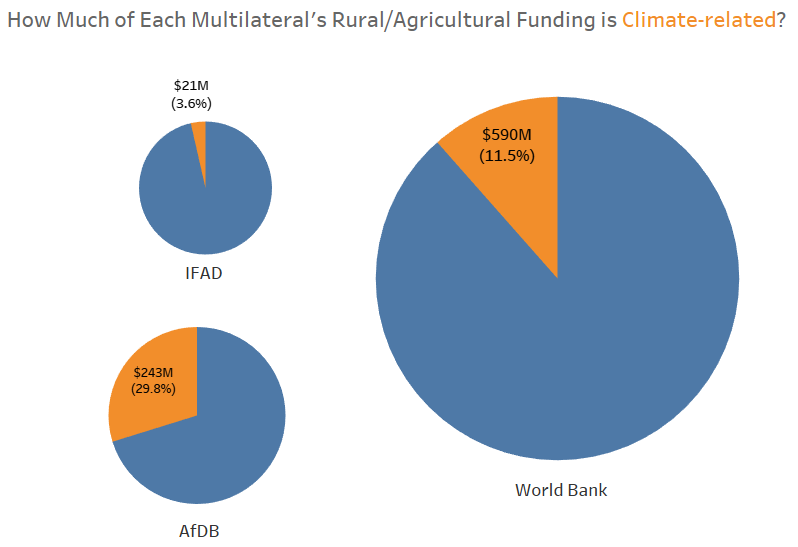 How Much of Each Multilateral's Rural/Agricultural Funding is Climate-related?
$21M
(3.6%)
IFAD
$590M
(11.5%)
World Bank
$243M
(29.8%)
AfDB